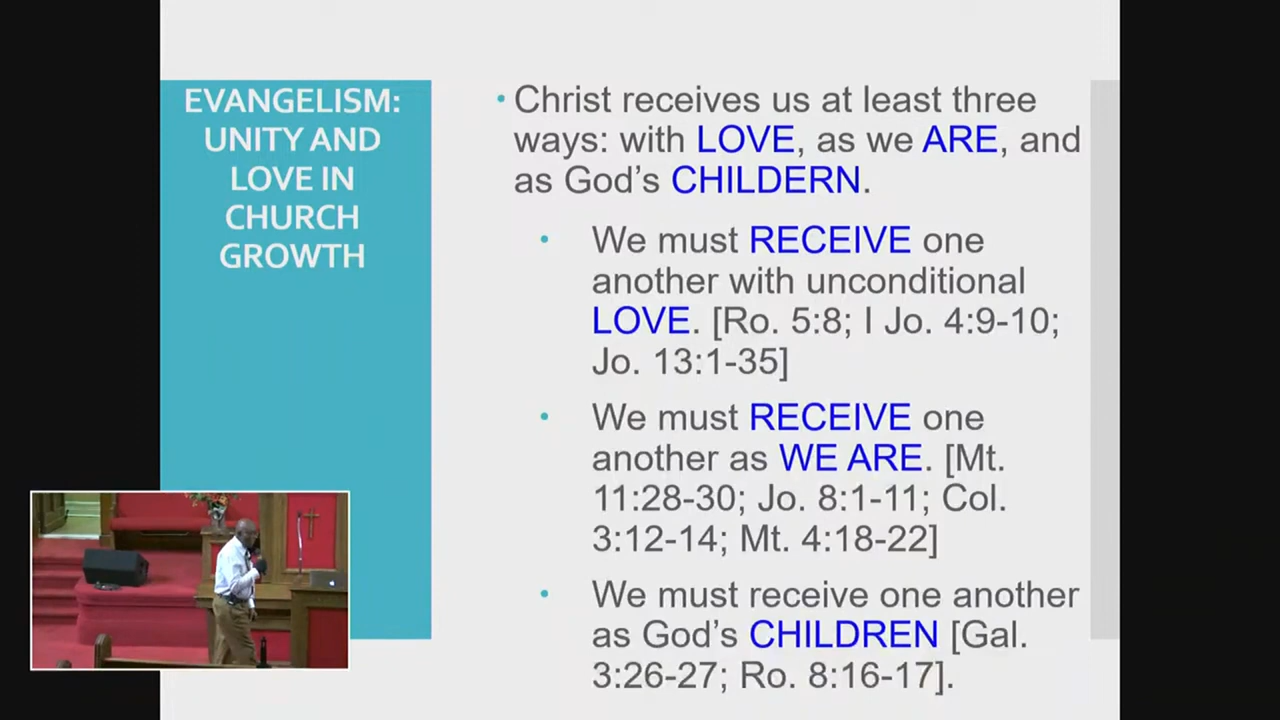 EVANGELISM:
UNITY AND
LOVE IN
CHURCH
GROWTH
• Christ receives us at least three
ways: with LOVE, as we ARE, and
as God’s CHILDERN.
• We must RECEIVE one
another with unconditional
LOVE. [Ro. 5:8; I Jo. 4:9-10;
Jo. 13:1-35]
• We must RECEIVE one
another as WE ARE. [Mt.
11:28-30; Jo. 8:1-11; Col.
3:12-14; Mt. 4:18-22]
• We must receive one another
as God’s CHILDREN [Gal.
3:26-27; Ro. 8:16-17].